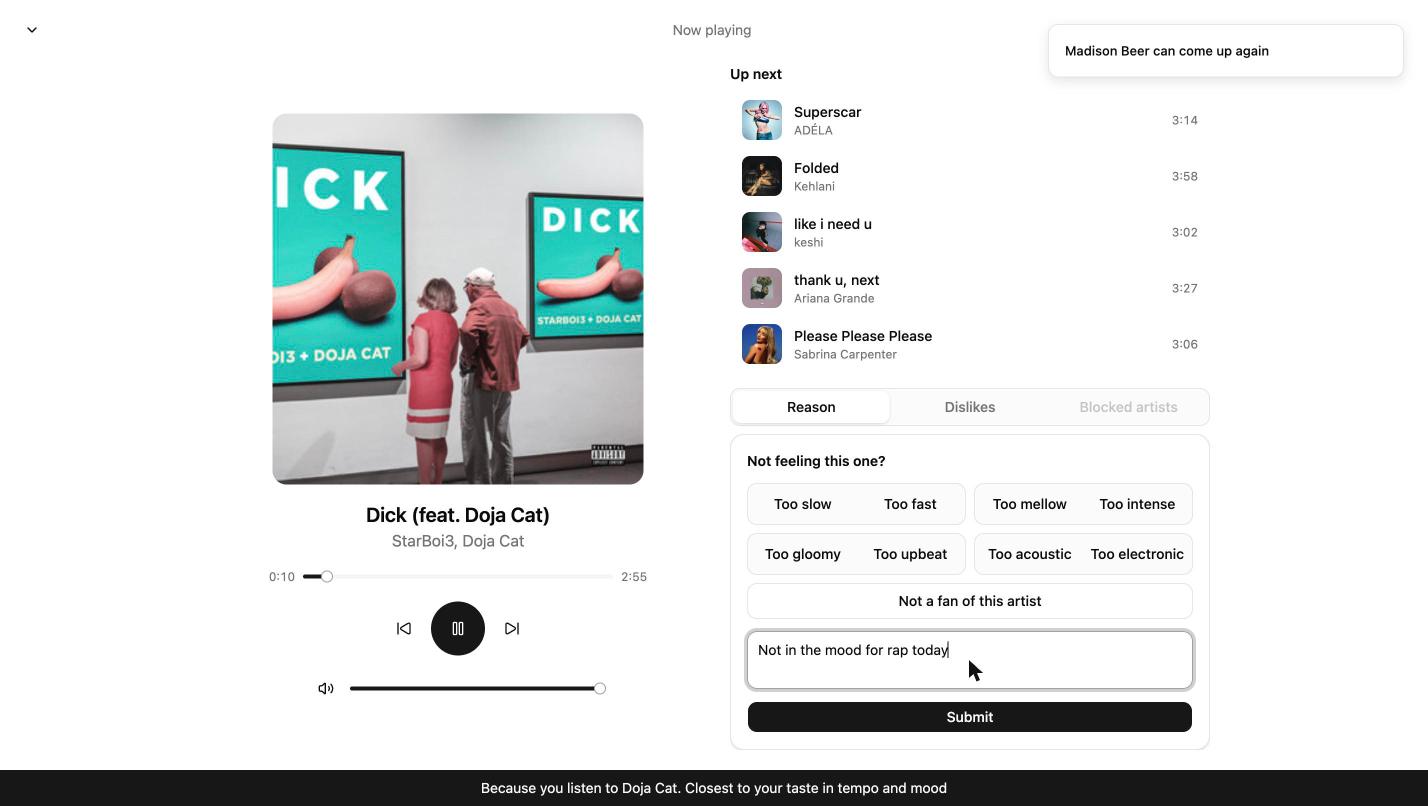 Now playing
Madison Beer can come up again
DICK
DICK
STARBOI3 + DOJA CAT
OI3 + DOJA CAT
PARENTAL
ADVISORY
EXPLICIT CONTENT
Dick (feat. Doja Cat)
StarBoi3, Doja Cat
0:10
2:55
Up next
Superscar
ADÉLA
3:14
Folded
Kehlani
3:58
like i need u
keshi
3:02
thank u, next
Ariana Grande
3:27
Please Please Please
Sabrina Carpenter
3:06
Reason Dislikes Blocked artists
Not feeling this one?
Too slow Too fast Too mellow Too intense
Too gloomy Too upbeat Too acoustic Too electronic
Not a fan of this artist
Not in the mood for rap today
Submit
Because you listen to Doja Cat. Closest to your taste in tempo and mood